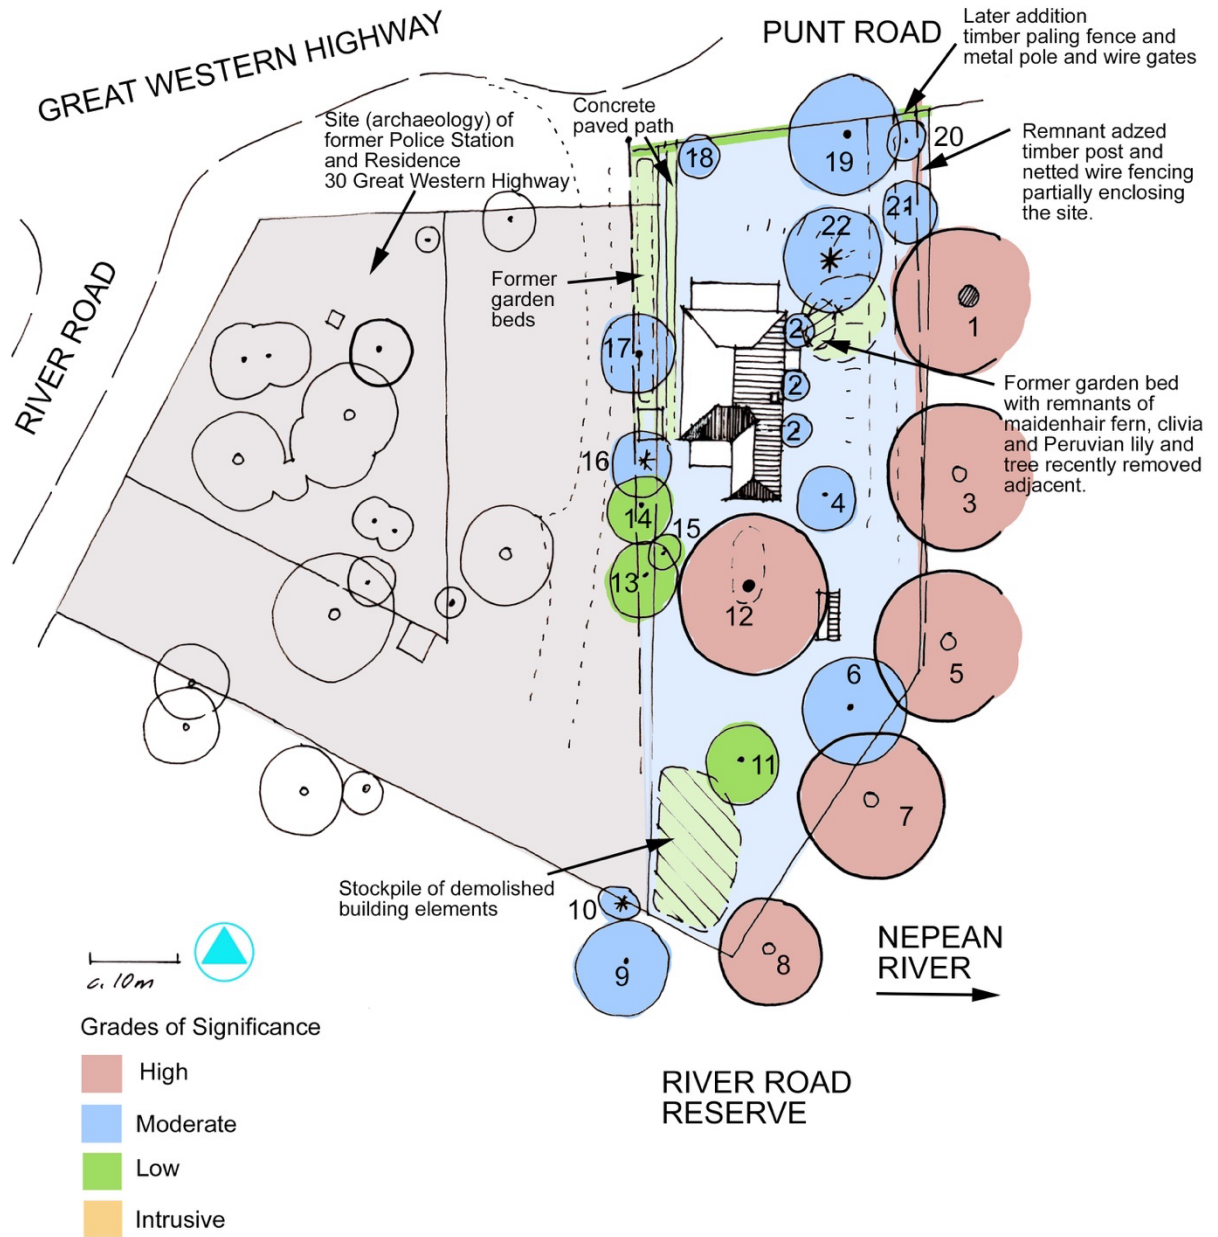 GREAT WESTERN HIGHWAY
PUNT ROAD
Later addition
timber paling fence and
metal pole and wire gates
Site (archaeology) of
former Police Station
and Residence
30 Great Western Highway
Concrete
paved path
Remnant adzed
timber post and
netted wire fencing
partially enclosing
the site.
RIVER ROAD
Former
garden
beds
18
19
20
21
22
1
17
2
2
2
Former garden bed
with remnants of
maidenhair fern, clivia
and Peruvian lily and
tree recently removed
adjacent.
16
3
4
14
15
13
12
5
6
11
7
Stockpile of demolished
building elements
10
9
8
NEPEAN
RIVER
c. 10m
Grades of Significance
High
Moderate
Low
Intrusive
RIVER ROAD
RESERVE